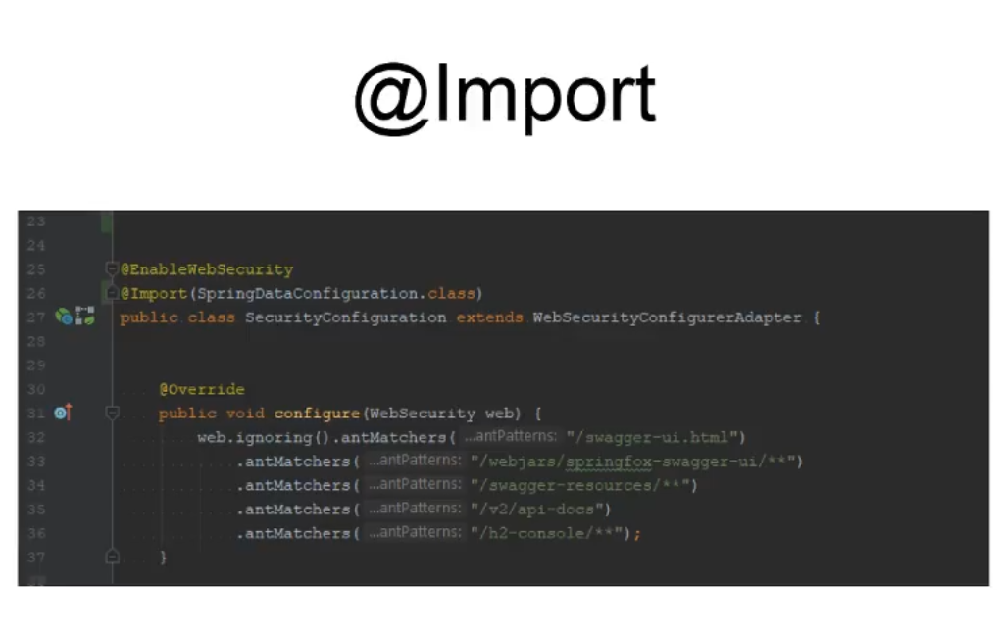 @Import
23
24
25 @EnableWebSecurity
26 @Import(SpringDataConfiguration.class)
27 public class SecurityConfiguration extends WebSecurityConfigurerAdapter {
28
29
30 @Override
31 public void configure(WebSecurity web) {
32 web.ignoring().antMatchers( ...antPatterns: "/swagger-ui.html")
33 .antMatchers( ...antPatterns: "/webjars/springfox-swagger-ui/**")
34 .antMatchers( ...antPatterns: "/swagger-resources/**")
35 .antMatchers( ...antPatterns: "/v2/api-docs")
36 .antMatchers( ...antPatterns: "/h2-console/**");
37 }